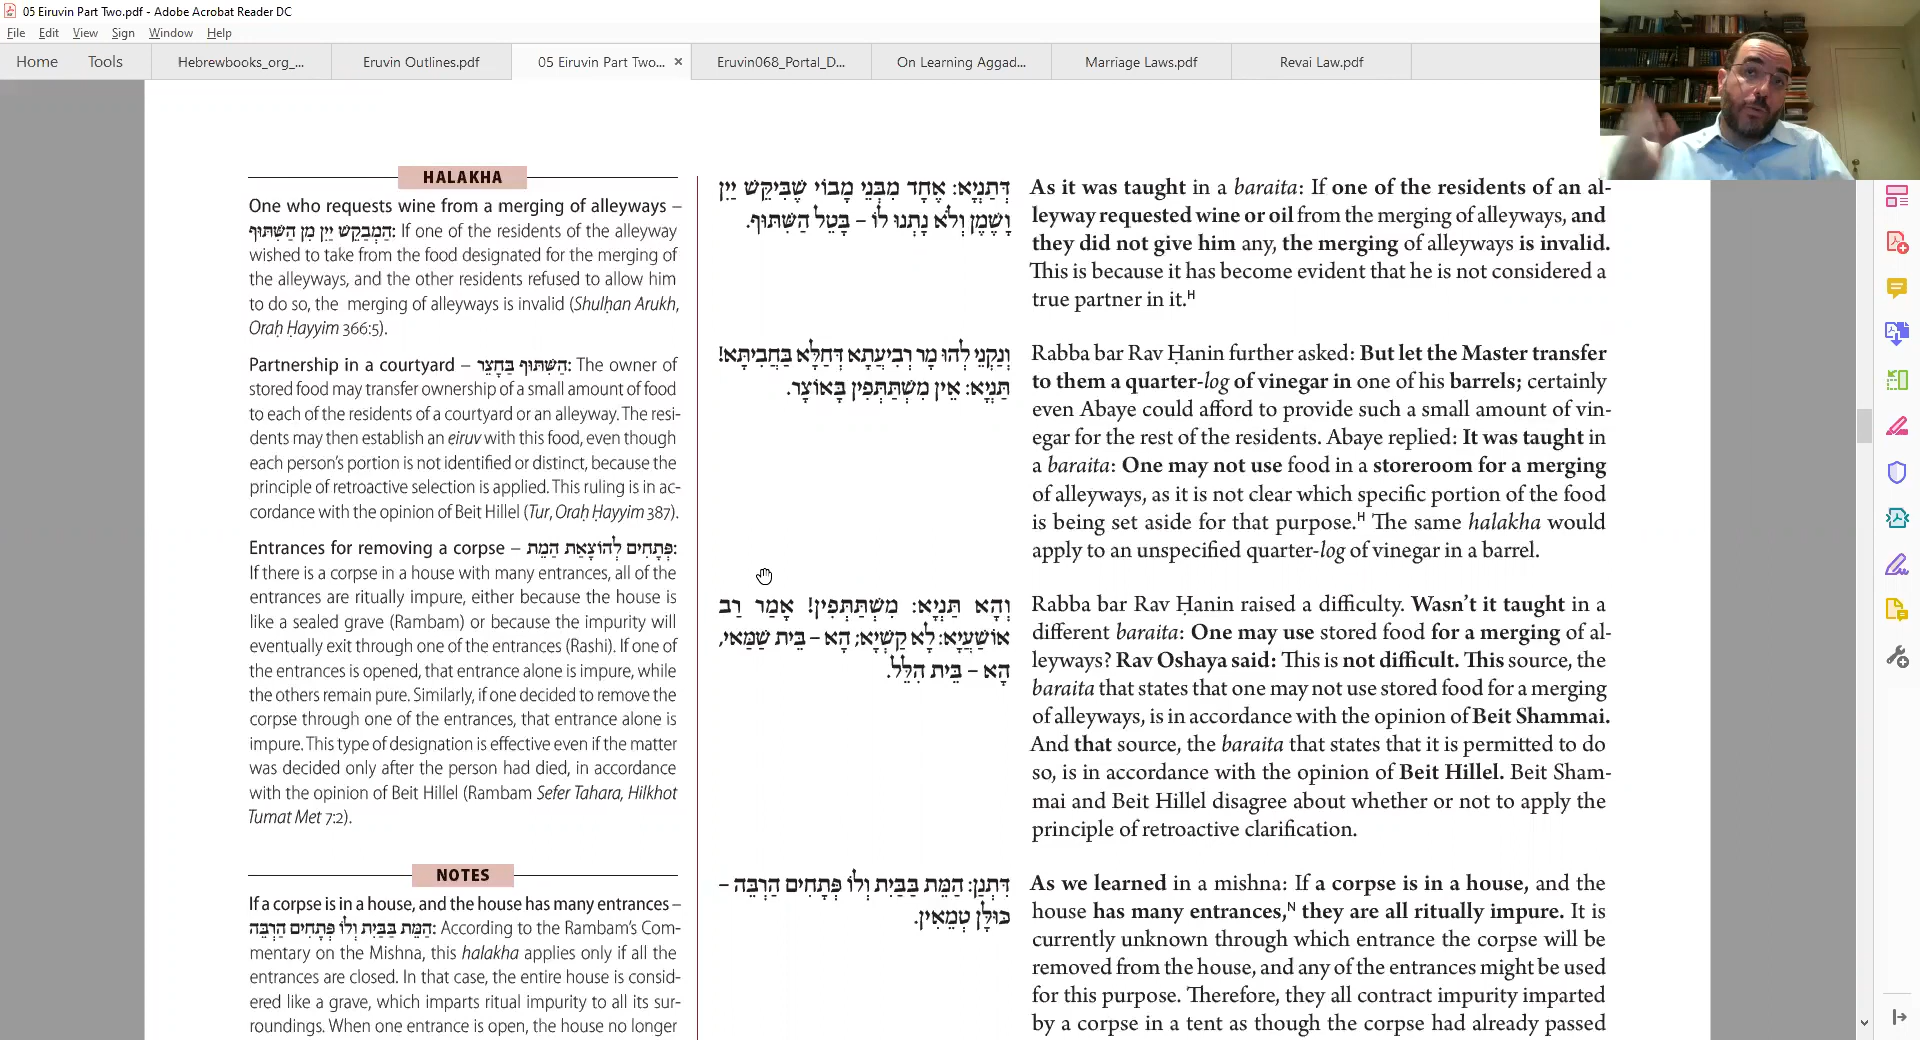 05 Eiruvin Part Two.pdf - Adobe Acrobat Reader DC
File Edit View Sign Window Help
Home Tools Hebrewbooks_org_... Eruvin Outlines.pdf 05 Eiruvin Part Two... × Eruvin068_Portal_D... On Learning Aggad... Marriage Laws.pdf Revai Law.pdf
HALAKHA
One who requests wine from a merging of alleyways –
הַמְבַקֵּשׁ יַיִן מִן הַשִּׁתּוּף: If one of the residents of the alleyway
wished to take from the food designated for the merging of
the alleyways, and the other residents refused to allow him
to do so, the merging of alleyways is invalid (Shulḥan Arukh,
Oraḥ Ḥayyim 366:5).
Partnership in a courtyard – הַשִּׁתּוּף בֶּחָצֵר: The owner of
stored food may transfer ownership of a small amount of food
to each of the residents of a courtyard or an alleyway. The resi-
dents may then establish an eiruv with this food, even though
each person's portion is not identified or distinct, because the
principle of retroactive selection is applied. This ruling is in ac-
cordance with the opinion of Beit Hillel (Tur, Oraḥ Ḥayyim 387).
Entrances for removing a corpse – פְּתָחִים לְהוֹצָאַת הַמֵּת:
If there is a corpse in a house with many entrances, all of the
entrances are ritually impure, either because the house is
like a sealed grave (Rambam) or because the impurity will
eventually exit through one of the entrances (Rashi). If one of
the entrances is opened, that entrance alone is impure, while
the others remain pure. Similarly, if one decided to remove the
corpse through one of the entrances, that entrance alone is
impure. This type of designation is effective even if the matter
was decided only after the person had died, in accordance
with the opinion of Beit Hillel (Rambam Sefer Tahara, Hilkhot
Tumat Met 7:2).
NOTES
If a corpse is in a house, and the house has many entrances –
הַמֵּת בַּבַּיִת וְלוֹ פְּתָחִים הַרְבֵּה: According to the Rambam's Com-
mentary on the Mishna, this halakha applies only if all the
entrances are closed. In that case, the entire house is consid-
ered like a grave, which imparts ritual impurity to all its sur-
roundings. When one entrance is open, the house no longer
דְּתַנְיָא: אֶחָד מִבְּנֵי מָבוֹי שֶׁבִּיקֵּשׁ יַיִן
וָשֶׁמֶן וְלֹא נָתְנוּ לוֹ – בָּטֵל הַשִּׁתּוּף.
וְנַקְנֵי לְהוּ מָר רְבִיעֲתָא דְּחַלָּא בְּחָבִיתָא!
תַּנְיָא: אֵין מִשְׁתַּתְּפִין בָּאוֹצָר.
וְהָא תַּנְיָא: מִשְׁתַּתְּפִין! אָמַר רַב
אוֹשַׁעְיָא: לָא קַשְׁיָא; הָא – בֵּית שַׁמַּאי,
הָא – בֵּית הִלֵּל.
דִּתְנַן: הַמֵּת בַּבַּיִת וְלוֹ פְּתָחִים הַרְבֵּה –
כּוּלָּן טְמֵאִין.
As it was taught in a baraita: If one of the residents of an al-
leyway requested wine or oil from the merging of alleyways, and
they did not give him any, the merging of alleyways is invalid.
This is because it has become evident that he is not considered a
true partner in it.H
Rabba bar Rav Ḥanin further asked: But let the Master transfer
to them a quarter-log of vinegar in one of his barrels; certainly
even Abaye could afford to provide such a small amount of vin-
egar for the rest of the residents. Abaye replied: It was taught in
a baraita: One may not use food in a storeroom for a merging
of alleyways, as it is not clear which specific portion of the food
is being set aside for that purpose.H The same halakha would
apply to an unspecified quarter-log of vinegar in a barrel.
Rabba bar Rav Ḥanin raised a difficulty. Wasn't it taught in a
different baraita: One may use stored food for a merging of al-
leyways? Rav Oshaya said: This is not difficult. This source, the
baraita that states that one may not use stored food for a merging
of alleyways, is in accordance with the opinion of Beit Shammai.
And that source, the baraita that states that it is permitted to do
so, is in accordance with the opinion of Beit Hillel. Beit Sham-
mai and Beit Hillel disagree about whether or not to apply the
principle of retroactive clarification.
As we learned in a mishna: If a corpse is in a house, and the
house has many entrances,N they are all ritually impure. It is
currently unknown through which entrance the corpse will be
removed from the house, and any of the entrances might be used
for this purpose. Therefore, they all contract impurity imparted
by a corpse in a tent as though the corpse had already passed